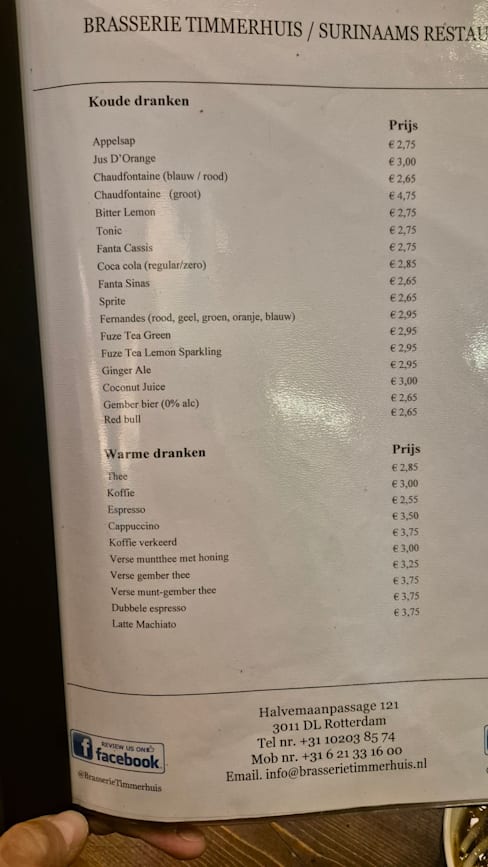 BRASSERIE TIMMERHUIS / SURINAAMS RESTAU
Koude dranken
Prijs
Appelsap € 2,75
Jus D'Orange € 3,00
Chaudfontaine (blauw / rood) € 2,65
Chaudfontaine (groot) € 4,75
Bitter Lemon € 2,75
Tonic € 2,75
Fanta Cassis € 2,75
Coca cola (regular/zero) € 2,85
Fanta Sinas € 2,65
Sprite € 2,65
Fernandes (rood, geel, groen, oranje, blauw) € 2,95
Fuze Tea Green € 2,95
Fuze Tea Lemon Sparkling € 2,95
Ginger Ale € 2,95
Coconut Juice € 3,00
Gember bier (0% alc) € 2,65
Red bull € 2,65
Warme dranken Prijs
Thee € 2,85
Koffie € 3,00
Espresso € 2,55
Cappuccino € 3,50
Koffie verkeerd € 3,75
Verse muntthee met honing € 3,00
Verse gember thee € 3,25
Verse munt-gember thee € 3,75
Dubbele espresso € 3,75
Latte Machiato € 3,75
Halvemaanpassage 121
3011 DL Rotterdam
Tel nr. +31 10203 85 74
Mob nr. +31 6 21 33 16 00
Email. info@brasserietimmerhuis.nl
REVIEW US ON
f facebook
@BrasserieTimmerhuis